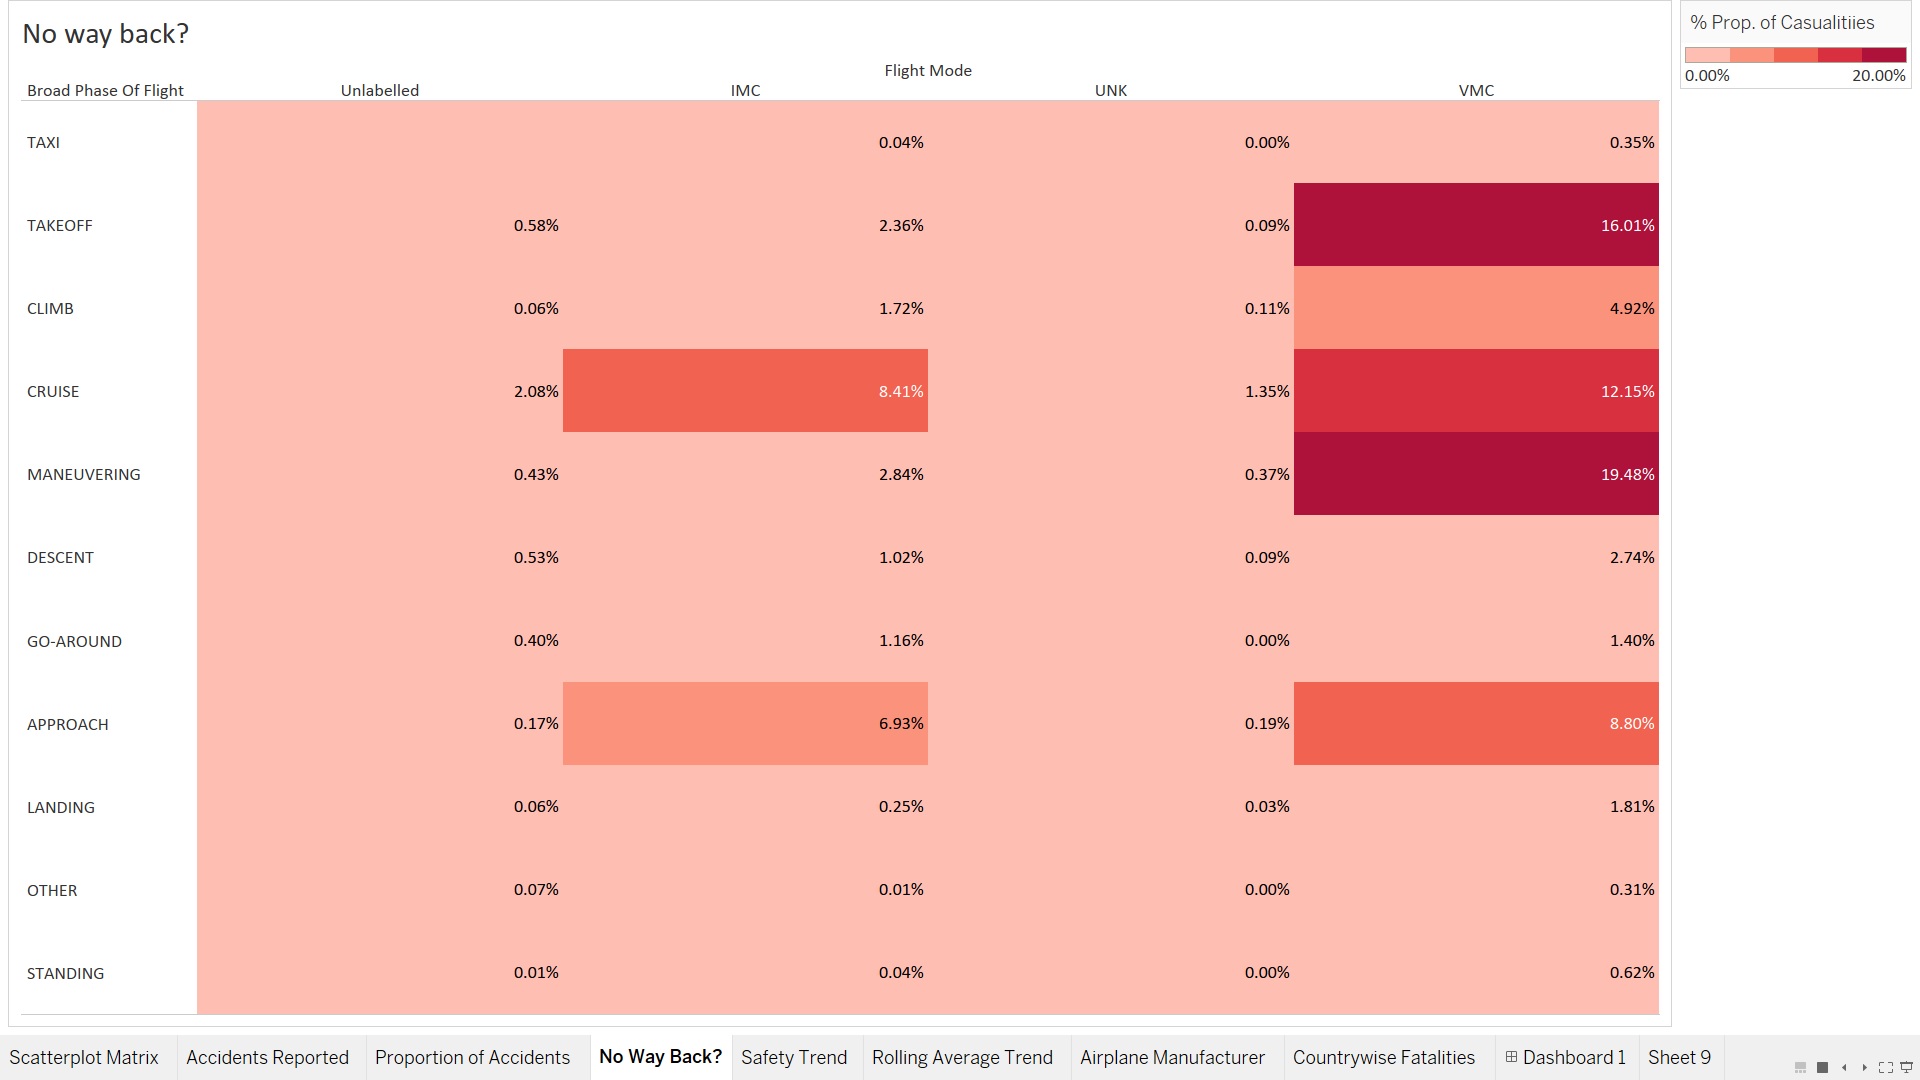 No way back?
% Prop. of Casualitiies
0.00% 20.00%
Flight Mode
Broad Phase Of Flight Unlabelled IMC UNK VMC
TAXI 0.04% 0.00% 0.35%
TAKEOFF 0.58% 2.36% 0.09% 16.01%
CLIMB 0.06% 1.72% 0.11% 4.92%
CRUISE 2.08% 8.41% 1.35% 12.15%
MANEUVERING 0.43% 2.84% 0.37% 19.48%
DESCENT 0.53% 1.02% 0.09% 2.74%
GO-AROUND 0.40% 1.16% 0.00% 1.40%
APPROACH 0.17% 6.93% 0.19% 8.80%
LANDING 0.06% 0.25% 0.03% 1.81%
OTHER 0.07% 0.01% 0.00% 0.31%
STANDING 0.01% 0.04% 0.00% 0.62%
Scatterplot Matrix Accidents Reported Proportion of Accidents No Way Back? Safety Trend Rolling Average Trend Airplane Manufacturer Countrywise Fatalities Dashboard 1 Sheet 9